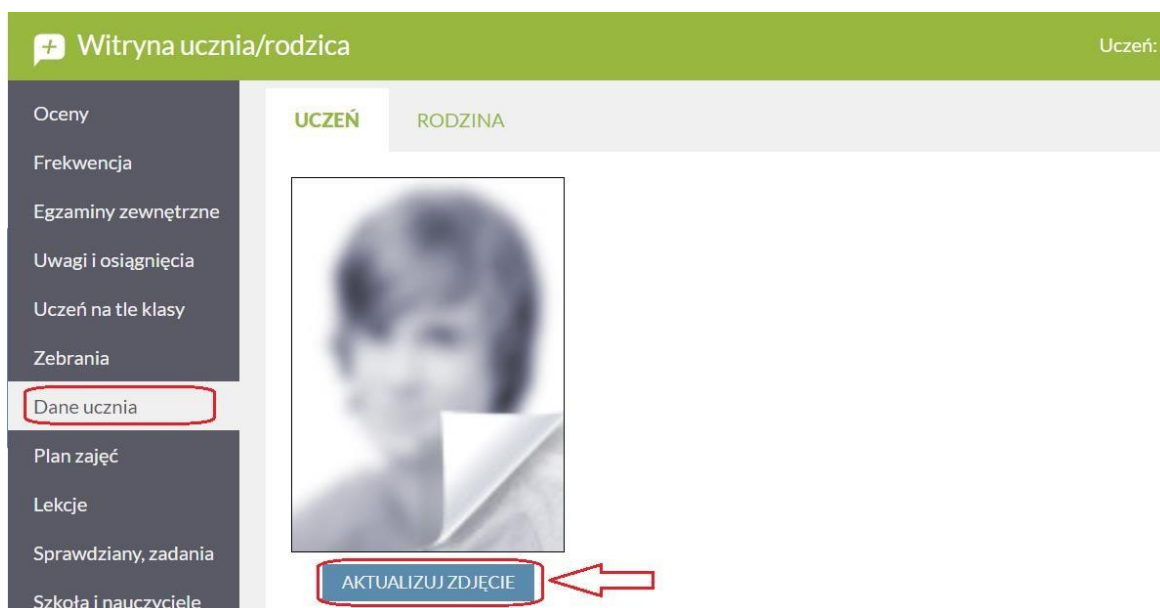 Witryna ucznia/rodzica
Uczeń:
Oceny
Frekwencja
Egzaminy zewnętrzne
Uwagi i osiągnięcia
Uczeń na tle klasy
Zebrania
Dane ucznia
Plan zajęć
Lekcje
Sprawdziany, zadania
Szkoła i nauczyciele
UCZEŃ
RODZINA
AKTUALIZUJ ZDJĘCIE